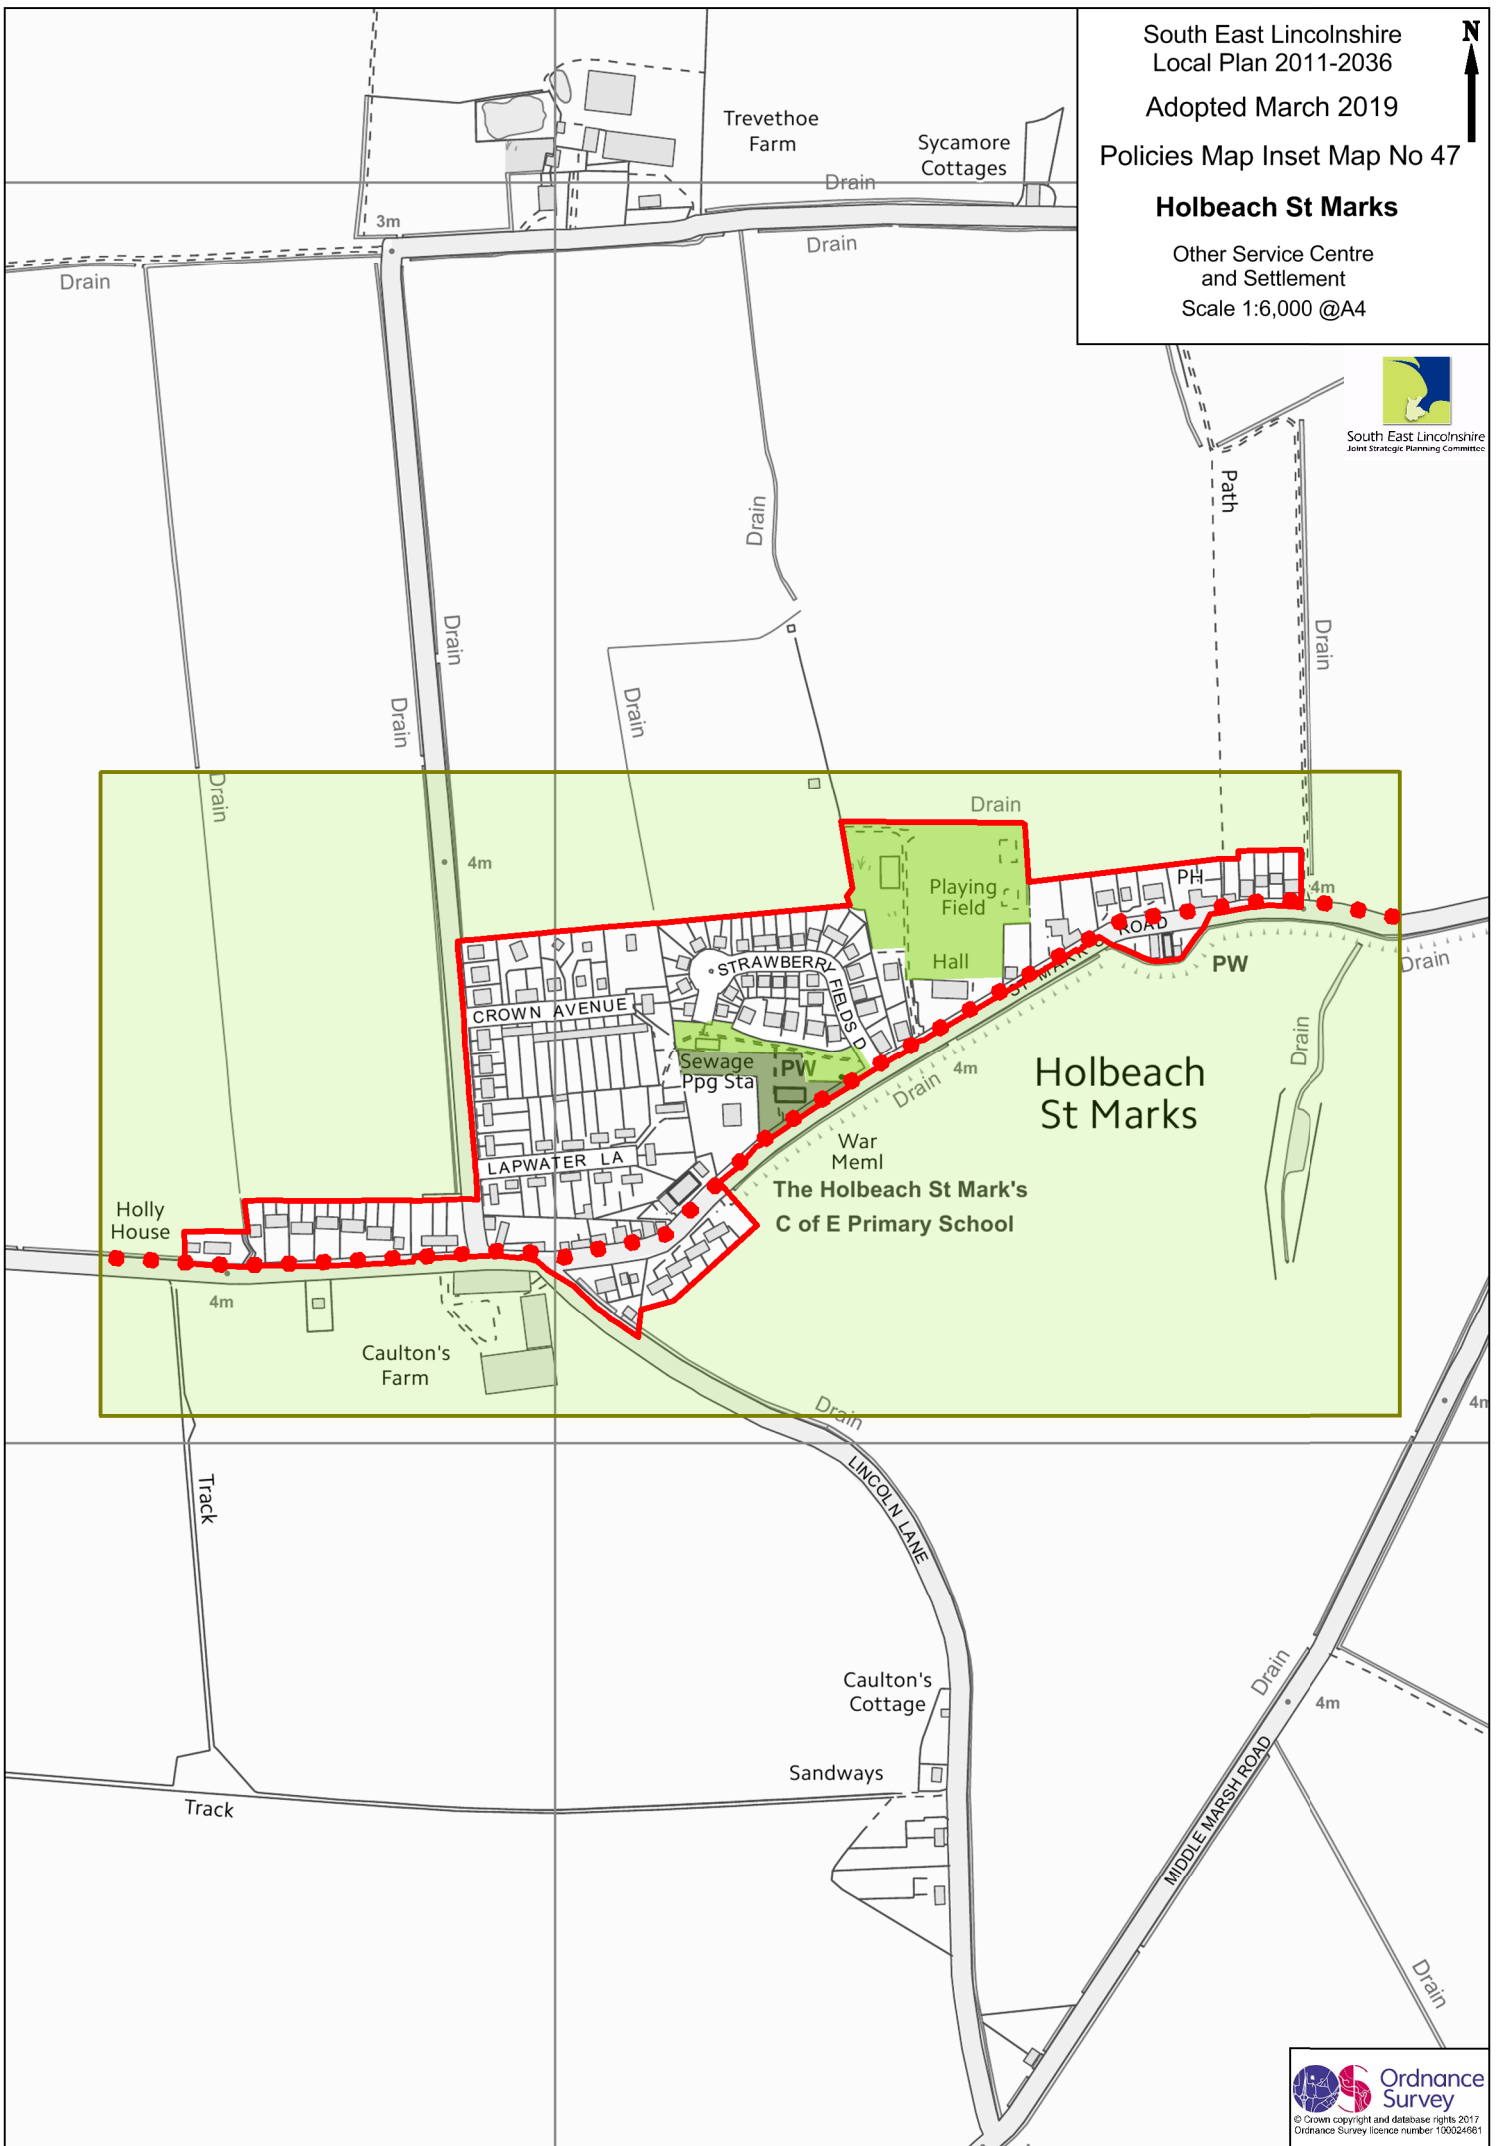 South East Lincolnshire
Local Plan 2011-2036
Adopted March 2019
Policies Map Inset Map No 47
Holbeach St Marks
Other Service Centre
and Settlement
Scale 1:6,000 @A4
N
South East Lincolnshire
Joint Strategic Planning Committee
Trevethoe
Farm
Sycamore
Cottages
Drain
3m
Drain
Drain
Path
Drain
Drain
Drain
Drain
Drain
Drain
Drain
4m
Playing
Field
PH
4m
ROAD
Hall
PW
Drain
STRAWBERRY
FIELDS D
CROWN AVENUE
ST MARK
Sewage
Ppg Sta
PW
4m
Drain
Drain
Holbeach
St Marks
War
Meml
LAPWATER LA
The Holbeach St Mark's
C of E Primary School
Holly
House
4m
Caulton's
Farm
Drain
4m
LINCOLN LANE
Track
Drain
4m
Caulton's
Cottage
Sandways
Track
MIDDLE MARSH ROAD
Drain
Ordnance
Survey
© Crown copyright and database rights 2017
Ordnance Survey licence number 100024661